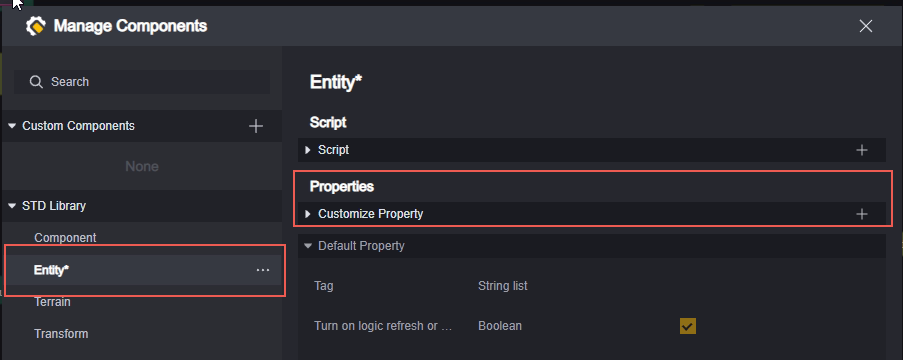 Manage Components
Search
Custom Components
None
STD Library
Component
Entity*
Terrain
Transform
Entity*
Script
Script
Properties
Customize Property
Default Property
Tag String list
Turn on logic refresh or ... Boolean